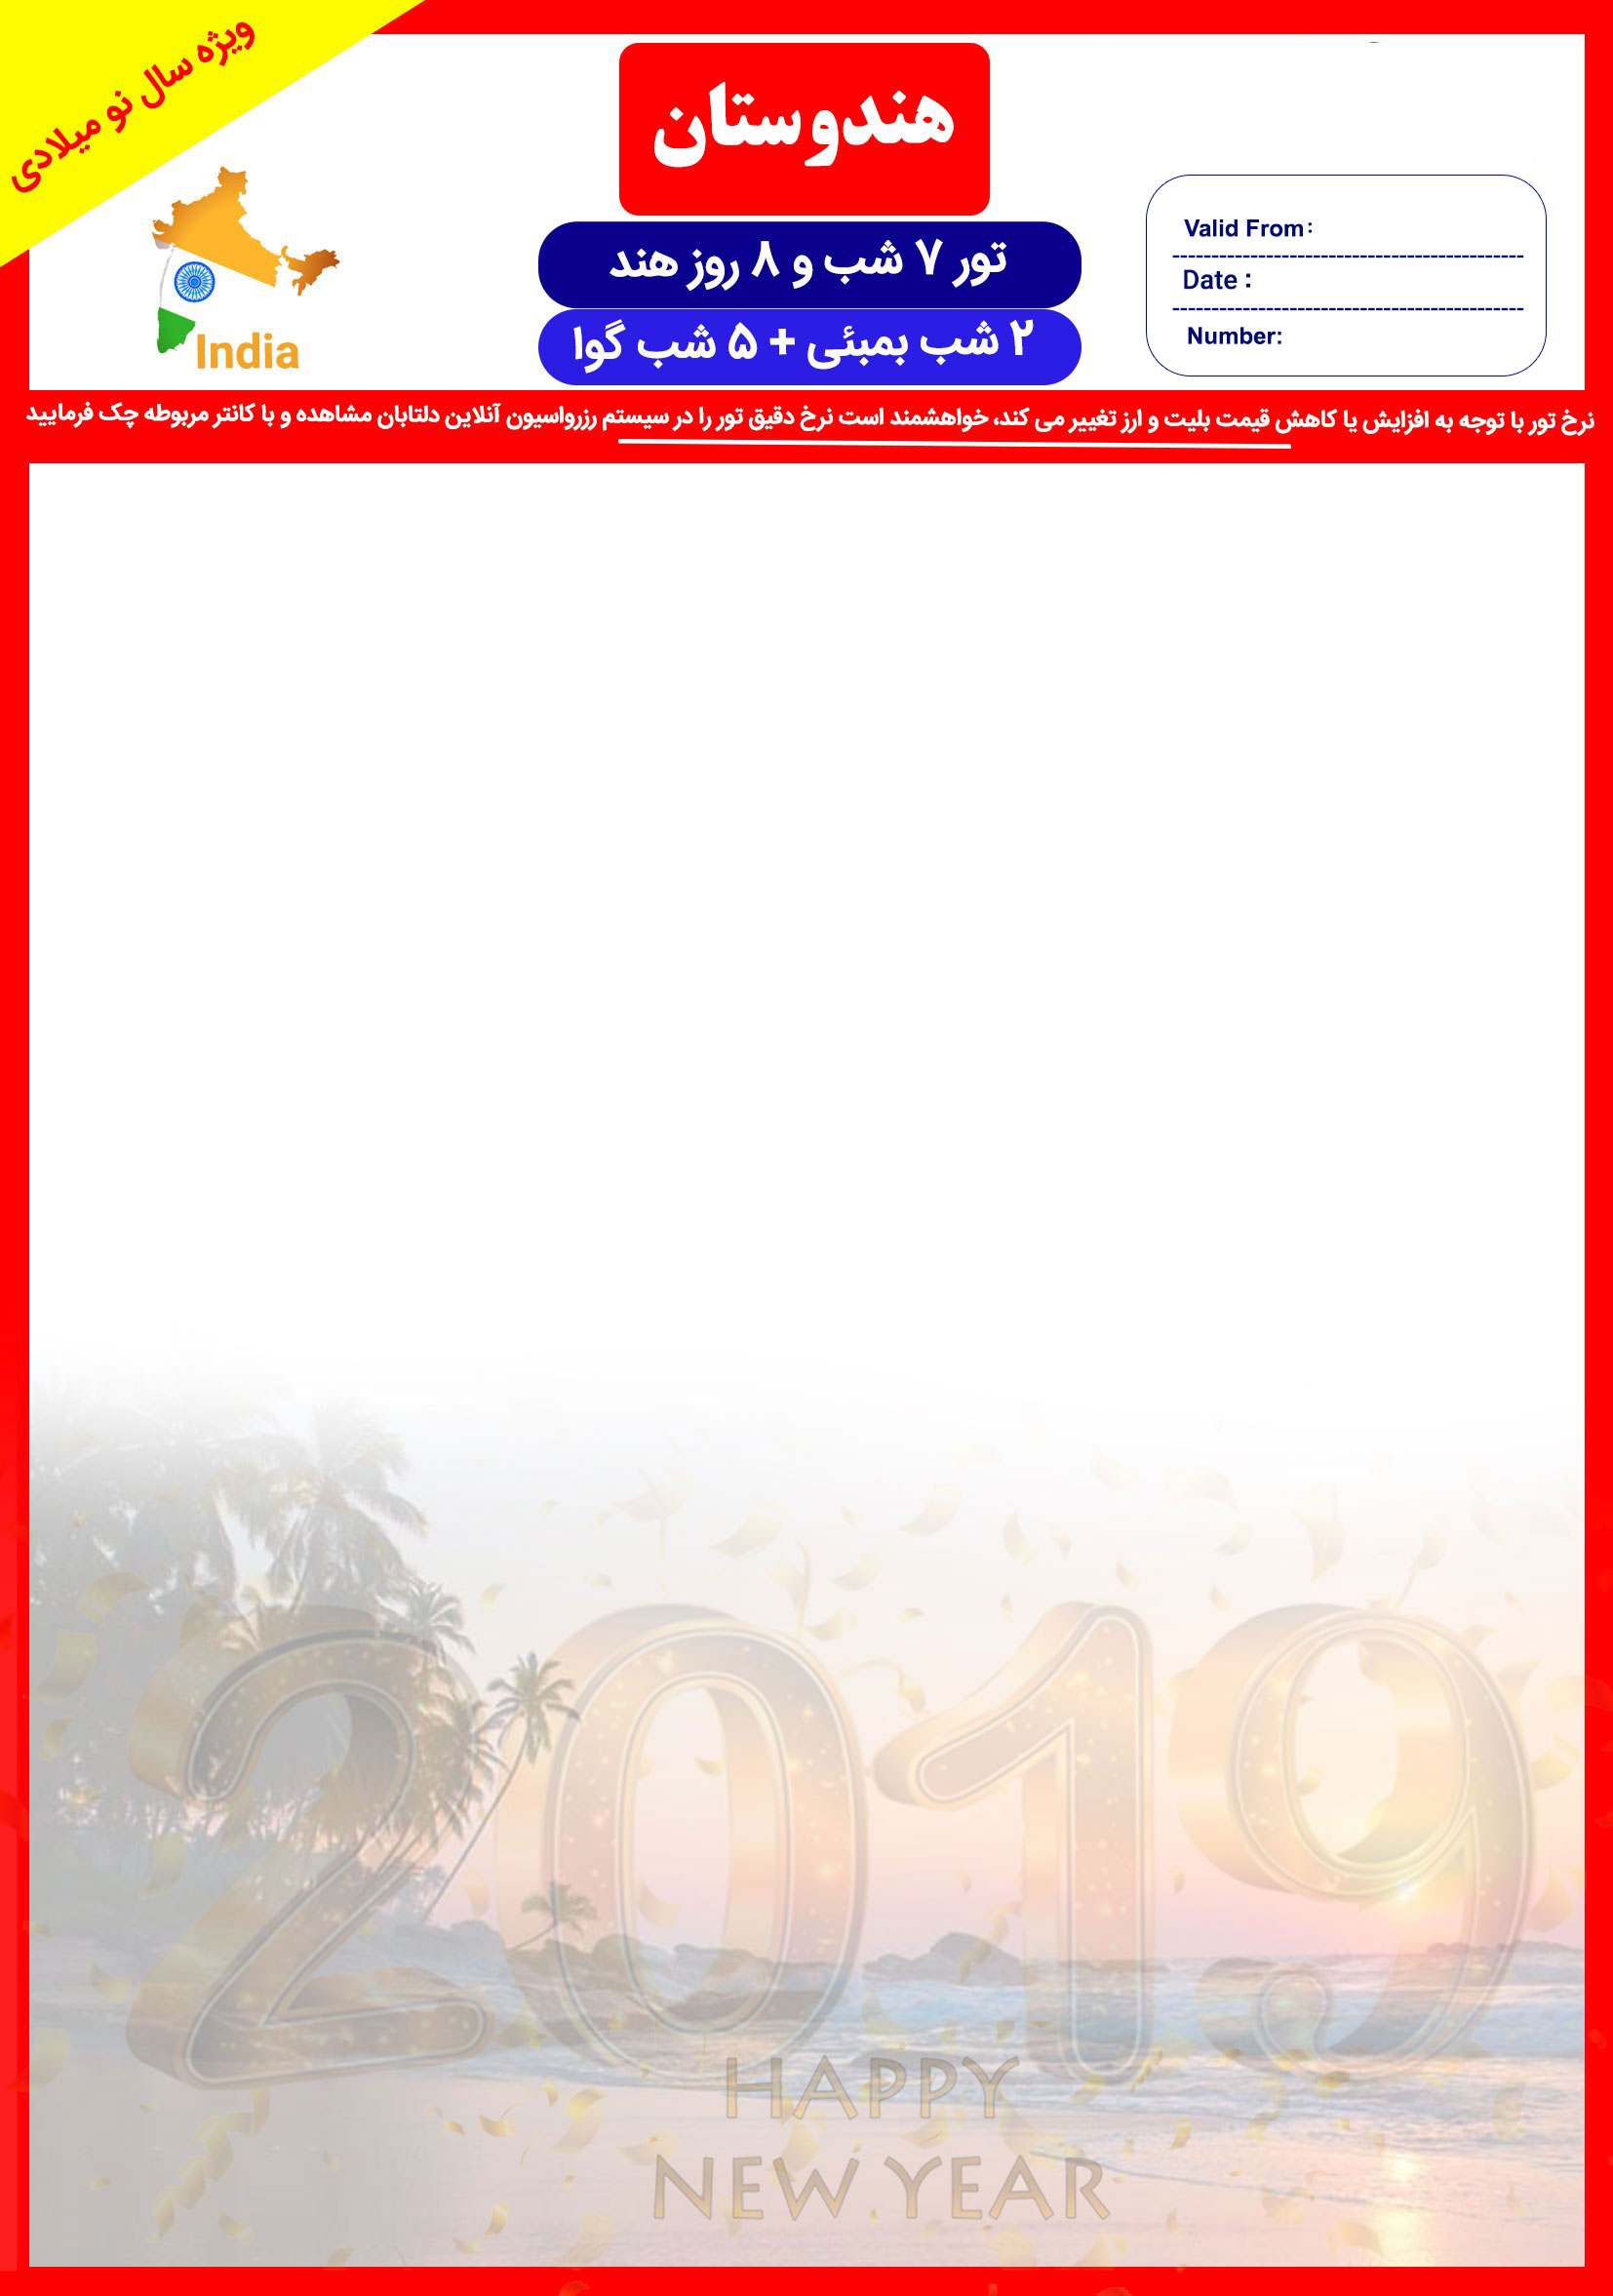 ویژه سال نو میلادی
هندوستان
تور ۷ شب و ۸ روز هند
۲ شب بمبئی + ۵ شب گوا
India
Valid From:
Date :
Number:
نرخ تور با توجه به افزایش یا کاهش قیمت بلیت و ارز تغییر می کند، خواهشمند است نرخ دقیق تور را در سیستم رزرواسیون آنلاین دلتابان مشاهده و با کانتر مربوطه چک فرمایید
2019
HAPPY
NEW YEAR